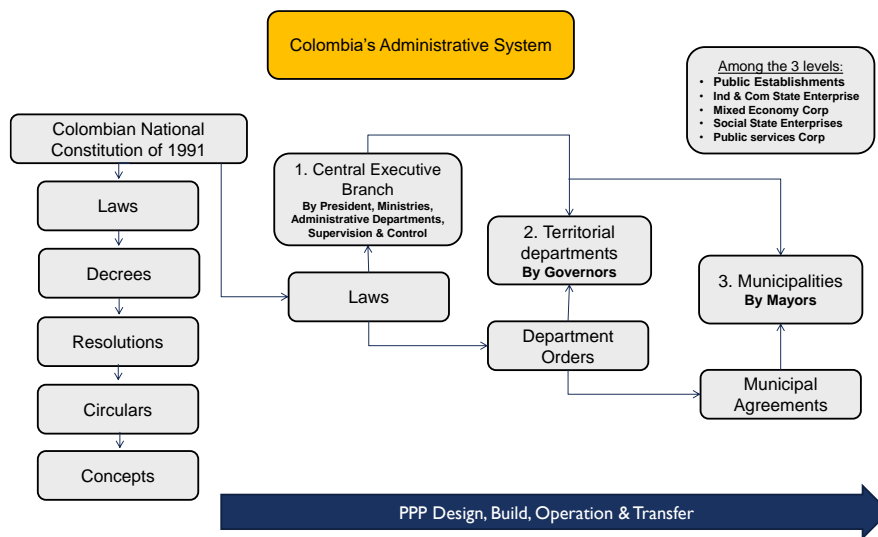 Colombia's Administrative System
Among the 3 levels:
• Public Establishments
• Ind & Com State Enterprise
• Mixed Economy Corp
• Social State Enterprises
• Public services Corp
Colombian National
Constitution of 1991
Laws
Decrees
Resolutions
Circulars
Concepts
1. Central Executive
Branch
By President, Ministries,
Administrative Departments,
Supervision & Control
Laws
2. Territorial
departments
By Governors
Department
Orders
3. Municipalities
By Mayors
Municipal
Agreements
PPP Design, Build, Operation & Transfer